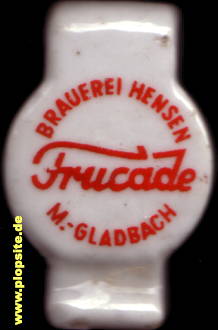 BRAUEREI HENSEN
Frucade
M.-GLADBACH
www.plopsite.de